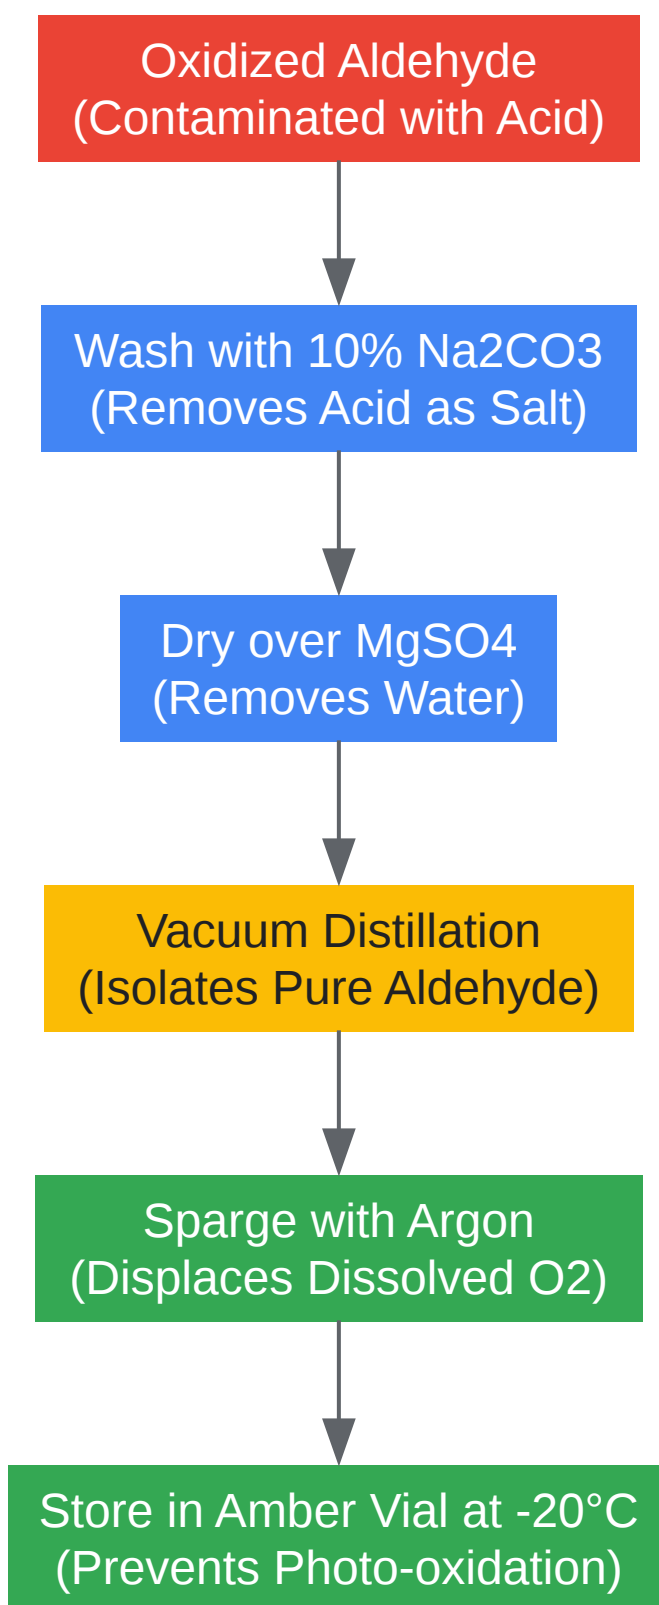 Oxidized Aldehyde
(Contaminated with Acid)
Wash with 10% Na2CO3
(Removes Acid as Salt)
Dry over MgSO4
(Removes Water)
Vacuum Distillation
(Isolates Pure Aldehyde)
Sparge with Argon
(Displaces Dissolved O2)
Store in Amber Vial at -20°C
(Prevents Photo-oxidation)